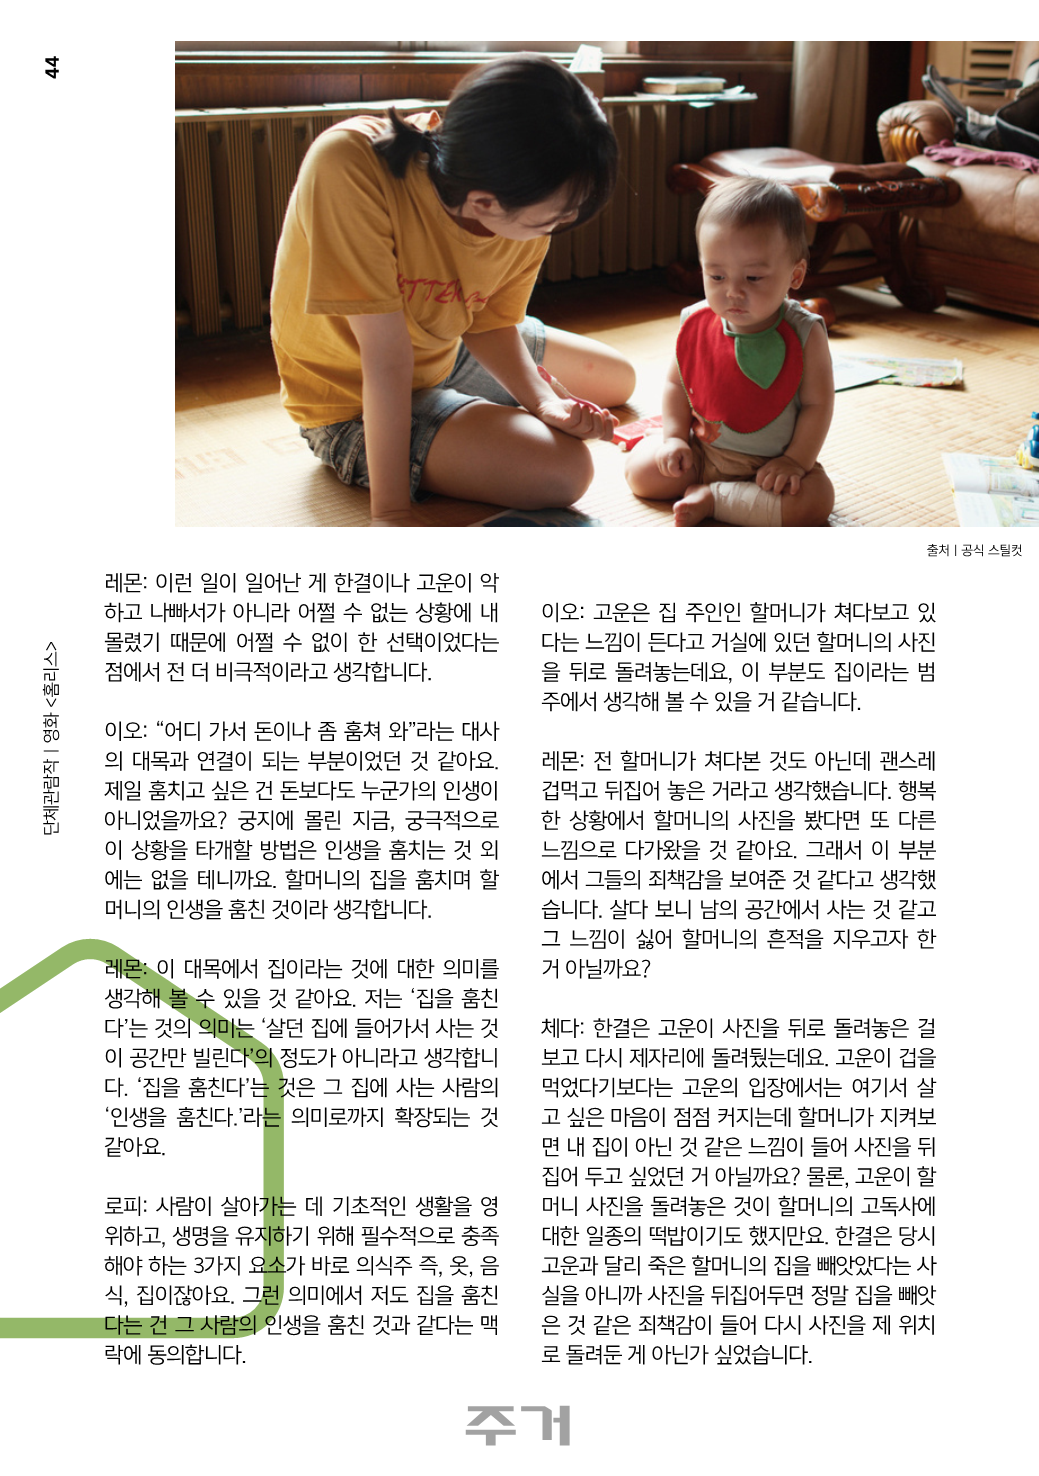 44
출처 | 공식 스틸컷
단체관람작 | 영화 <홈리스>
레몬: 이런 일이 일어난 게 한결이나 고운이 악
하고 나빠서가 아니라 어쩔 수 없는 상황에 내
몰렸기 때문에 어쩔 수 없이 한 선택이었다는
점에서 전 더 비극적이라고 생각합니다.
이오: “어디 가서 돈이나 좀 훔쳐 와”라는 대사
의 대목과 연결이 되는 부분이었던 것 같아요.
제일 훔치고 싶은 건 돈보다도 누군가의 인생이
아니었을까요? 궁지에 몰린 지금, 궁극적으로
이 상황을 타개할 방법은 인생을 훔치는 것 외
에는 없을 테니까요. 할머니의 집을 훔치며 할
머니의 인생을 훔친 것이라 생각합니다.
레몬: 이 대목에서 집이라는 것에 대한 의미를
생각해 볼 수 있을 것 같아요. 저는 ‘집을 훔친
다’는 것의 의미는 ‘살던 집에 들어가서 사는 것
이 공간만 빌린다’의 정도가 아니라고 생각합니
다. ‘집을 훔친다’는 것은 그 집에 사는 사람의
‘인생을 훔친다.’라는 의미로까지 확장되는 것
같아요.
로피: 사람이 살아가는 데 기초적인 생활을 영
위하고, 생명을 유지하기 위해 필수적으로 충족
해야 하는 3가지 요소가 바로 의식주 즉, 옷, 음
식, 집이잖아요. 그런 의미에서 저도 집을 훔친
다는 건 그 사람의 인생을 훔친 것과 같다는 맥
락에 동의합니다.
이오: 고운은 집 주인인 할머니가 쳐다보고 있
다는 느낌이 든다고 거실에 있던 할머니의 사진
을 뒤로 돌려놓는데요, 이 부분도 집이라는 범
주에서 생각해 볼 수 있을 거 같습니다.
레몬: 전 할머니가 쳐다본 것도 아닌데 괜스레
겁먹고 뒤집어 놓은 거라고 생각했습니다. 행복
한 상황에서 할머니의 사진을 봤다면 또 다른
느낌으로 다가왔을 것 같아요. 그래서 이 부분
에서 그들의 죄책감을 보여준 것 같다고 생각했
습니다. 살다 보니 남의 공간에서 사는 것 같고
그 느낌이 싫어 할머니의 흔적을 지우고자 한
거 아닐까요?
체다: 한결은 고운이 사진을 뒤로 돌려놓은 걸
보고 다시 제자리에 돌려뒀는데요. 고운이 겁을
먹었다기보다는 고운의 입장에서는 여기서 살
고 싶은 마음이 점점 커지는데 할머니가 지켜보
면 내 집이 아닌 것 같은 느낌이 들어 사진을 뒤
집어 두고 싶었던 거 아닐까요? 물론, 고운이 할
머니 사진을 돌려놓은 것이 할머니의 고독사에
대한 일종의 떡밥이기도 했지만요. 한결은 당시
고운과 달리 죽은 할머니의 집을 빼앗았다는 사
실을 아니까 사진을 뒤집어두면 정말 집을 빼앗
은 것 같은 죄책감이 들어 다시 사진을 제 위치
로 돌려둔 게 아닌가 싶었습니다.
주거